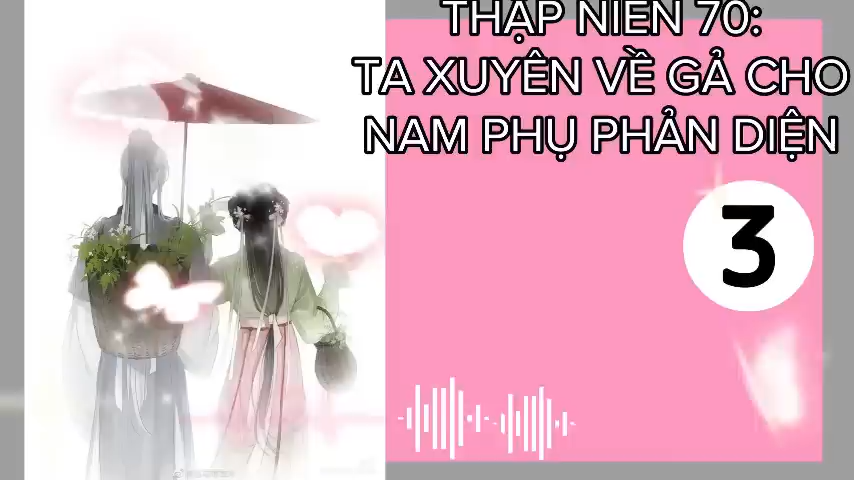 THẬP NIÊN 70:
TA XUYÊN VỀ GẢ CHO
NAM PHỤ PHẢN DIỆN
3